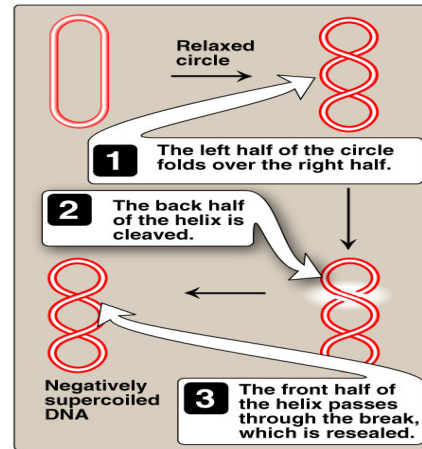 Relaxed
circle
1 The left half of the circle
folds over the right half.
2 The back half
of the helix is
cleaved.
Negatively
supercoiled
DNA
3 The front half of
the helix passes
through the break,
which is resealed.